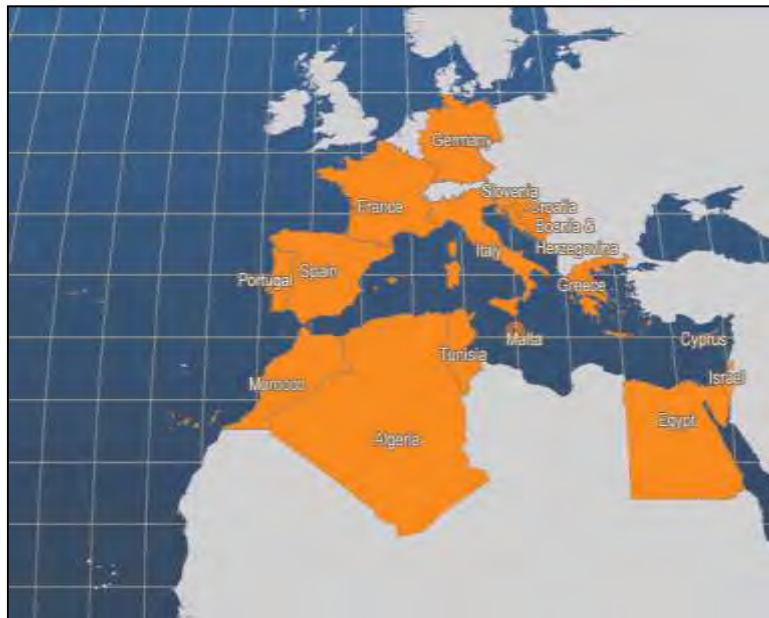 Germany
Slovenia
Croatia
France
Bosnia &
Herzegovina
Italy
Portugal
Spain
Greece
Malta
Cyprus
Tunisia
Israel
Morocco
Egypt
Algeria